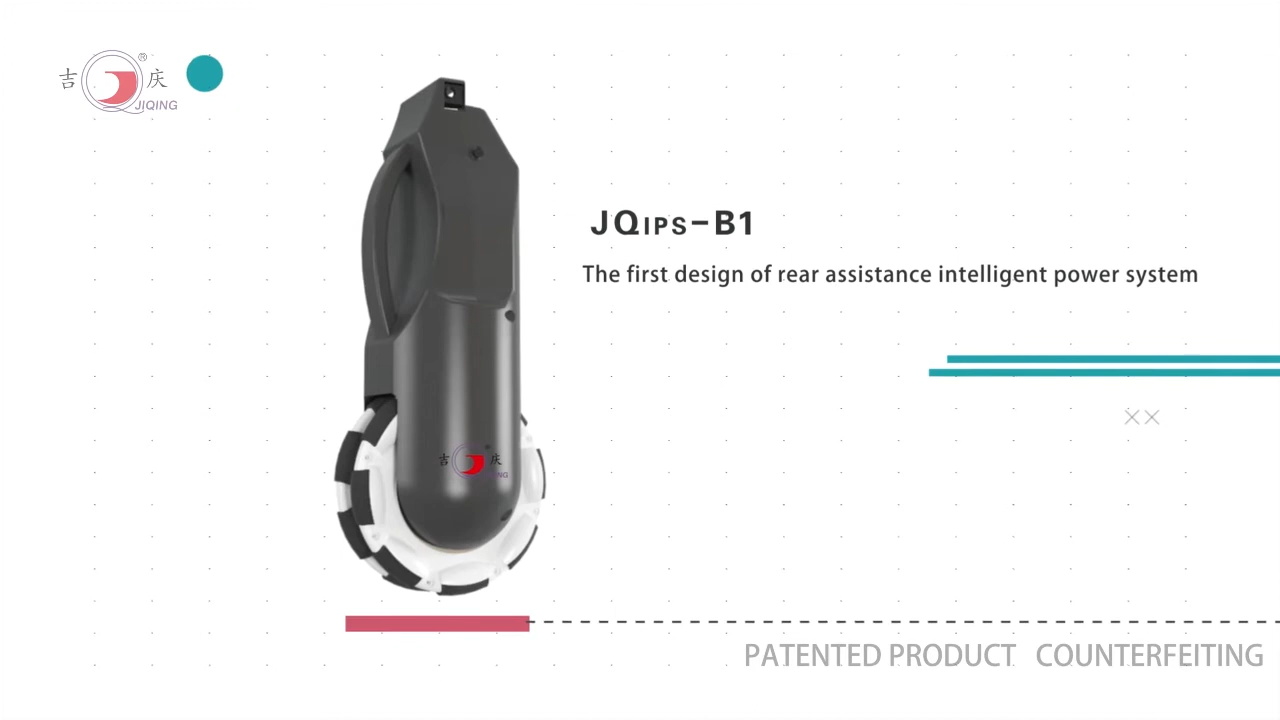 吉 庆
®
JIQING
JQIPS-B1
The first design of rear assistance intelligent power system
吉 庆
JIQING
PATENTED PRODUCT COUNTERFEITING